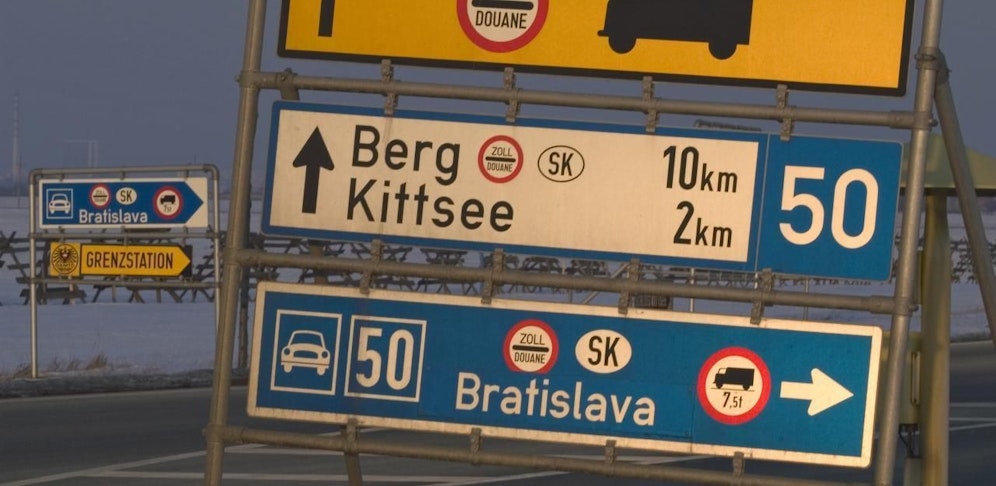 DOUANE
Berg ZOLL DOUANE SK 10km
Kittsee 2km
50
50 ZOLL DOUANE SK
Bratislava
7,5t
SK
Bratislava
GRENZSTATION